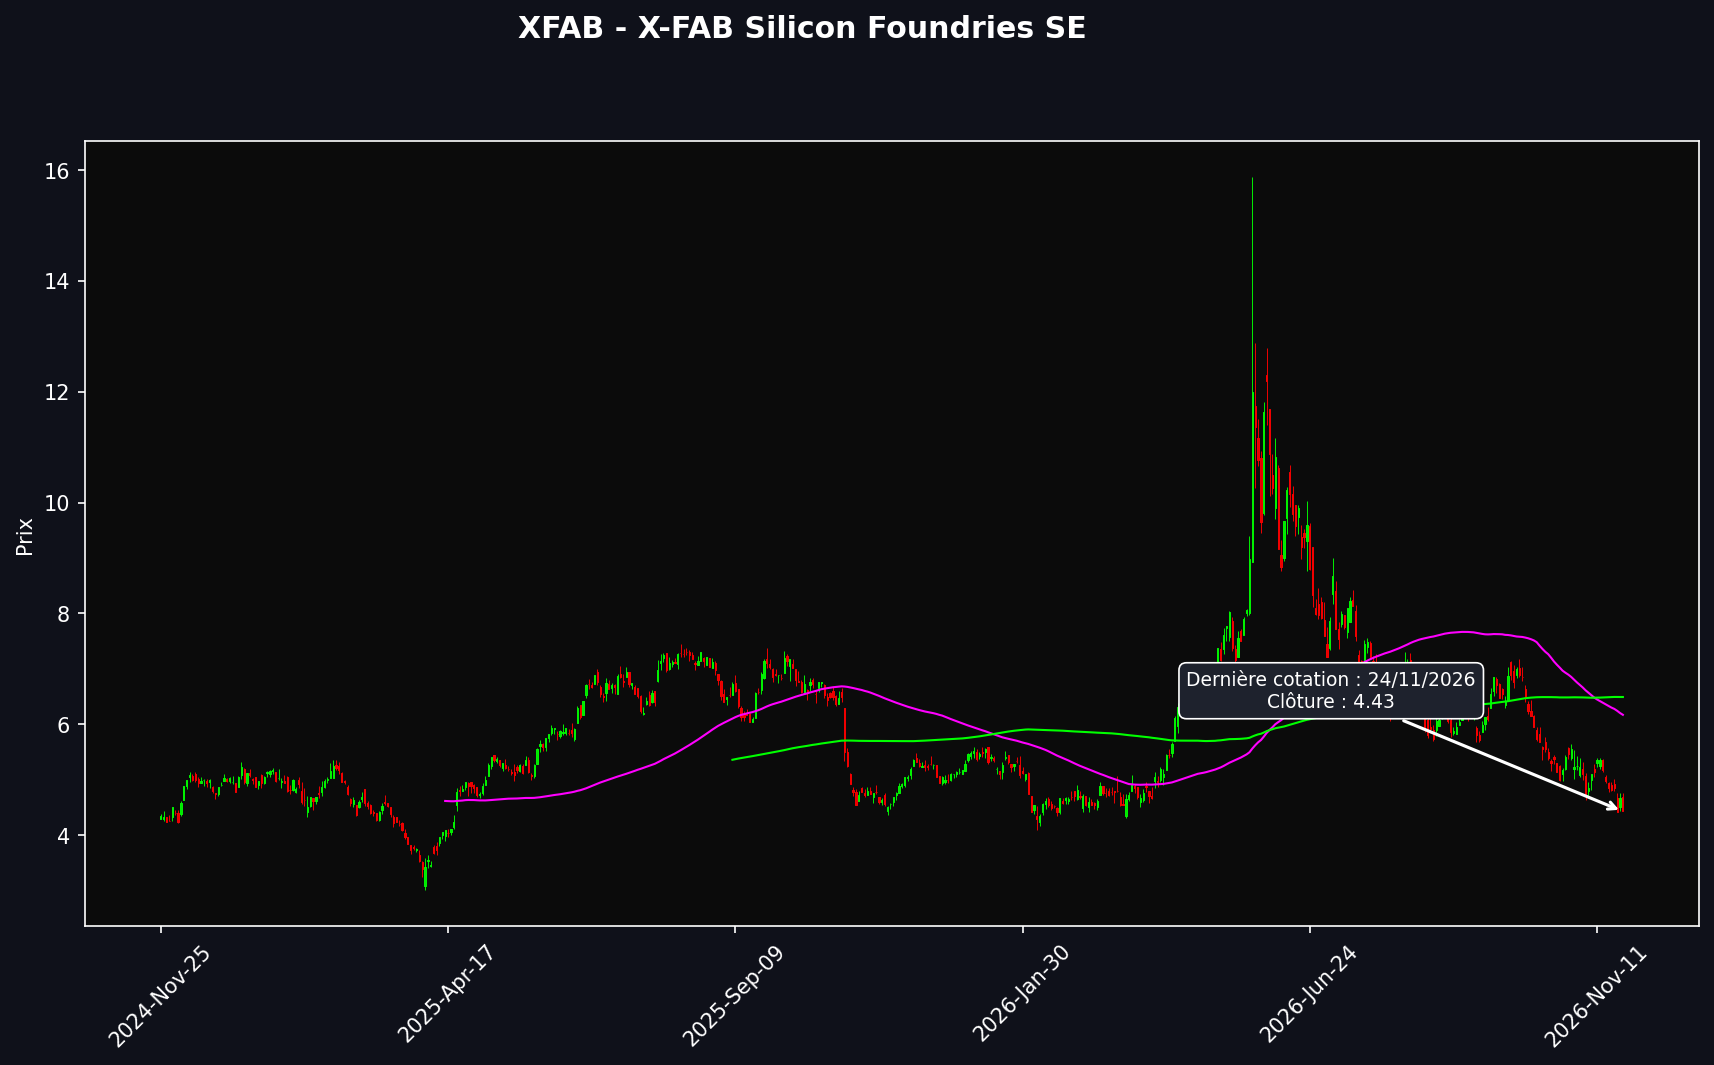 XFAB - X-FAB Silicon Foundries SE
Prix
16
14
12
10
8
6
4
Dernière cotation : 24/11/2026
Clôture : 4.43
2024-Nov-25
2025-Apr-17
2025-Sep-09
2026-Jan-30
2026-Jun-24
2026-Nov-11